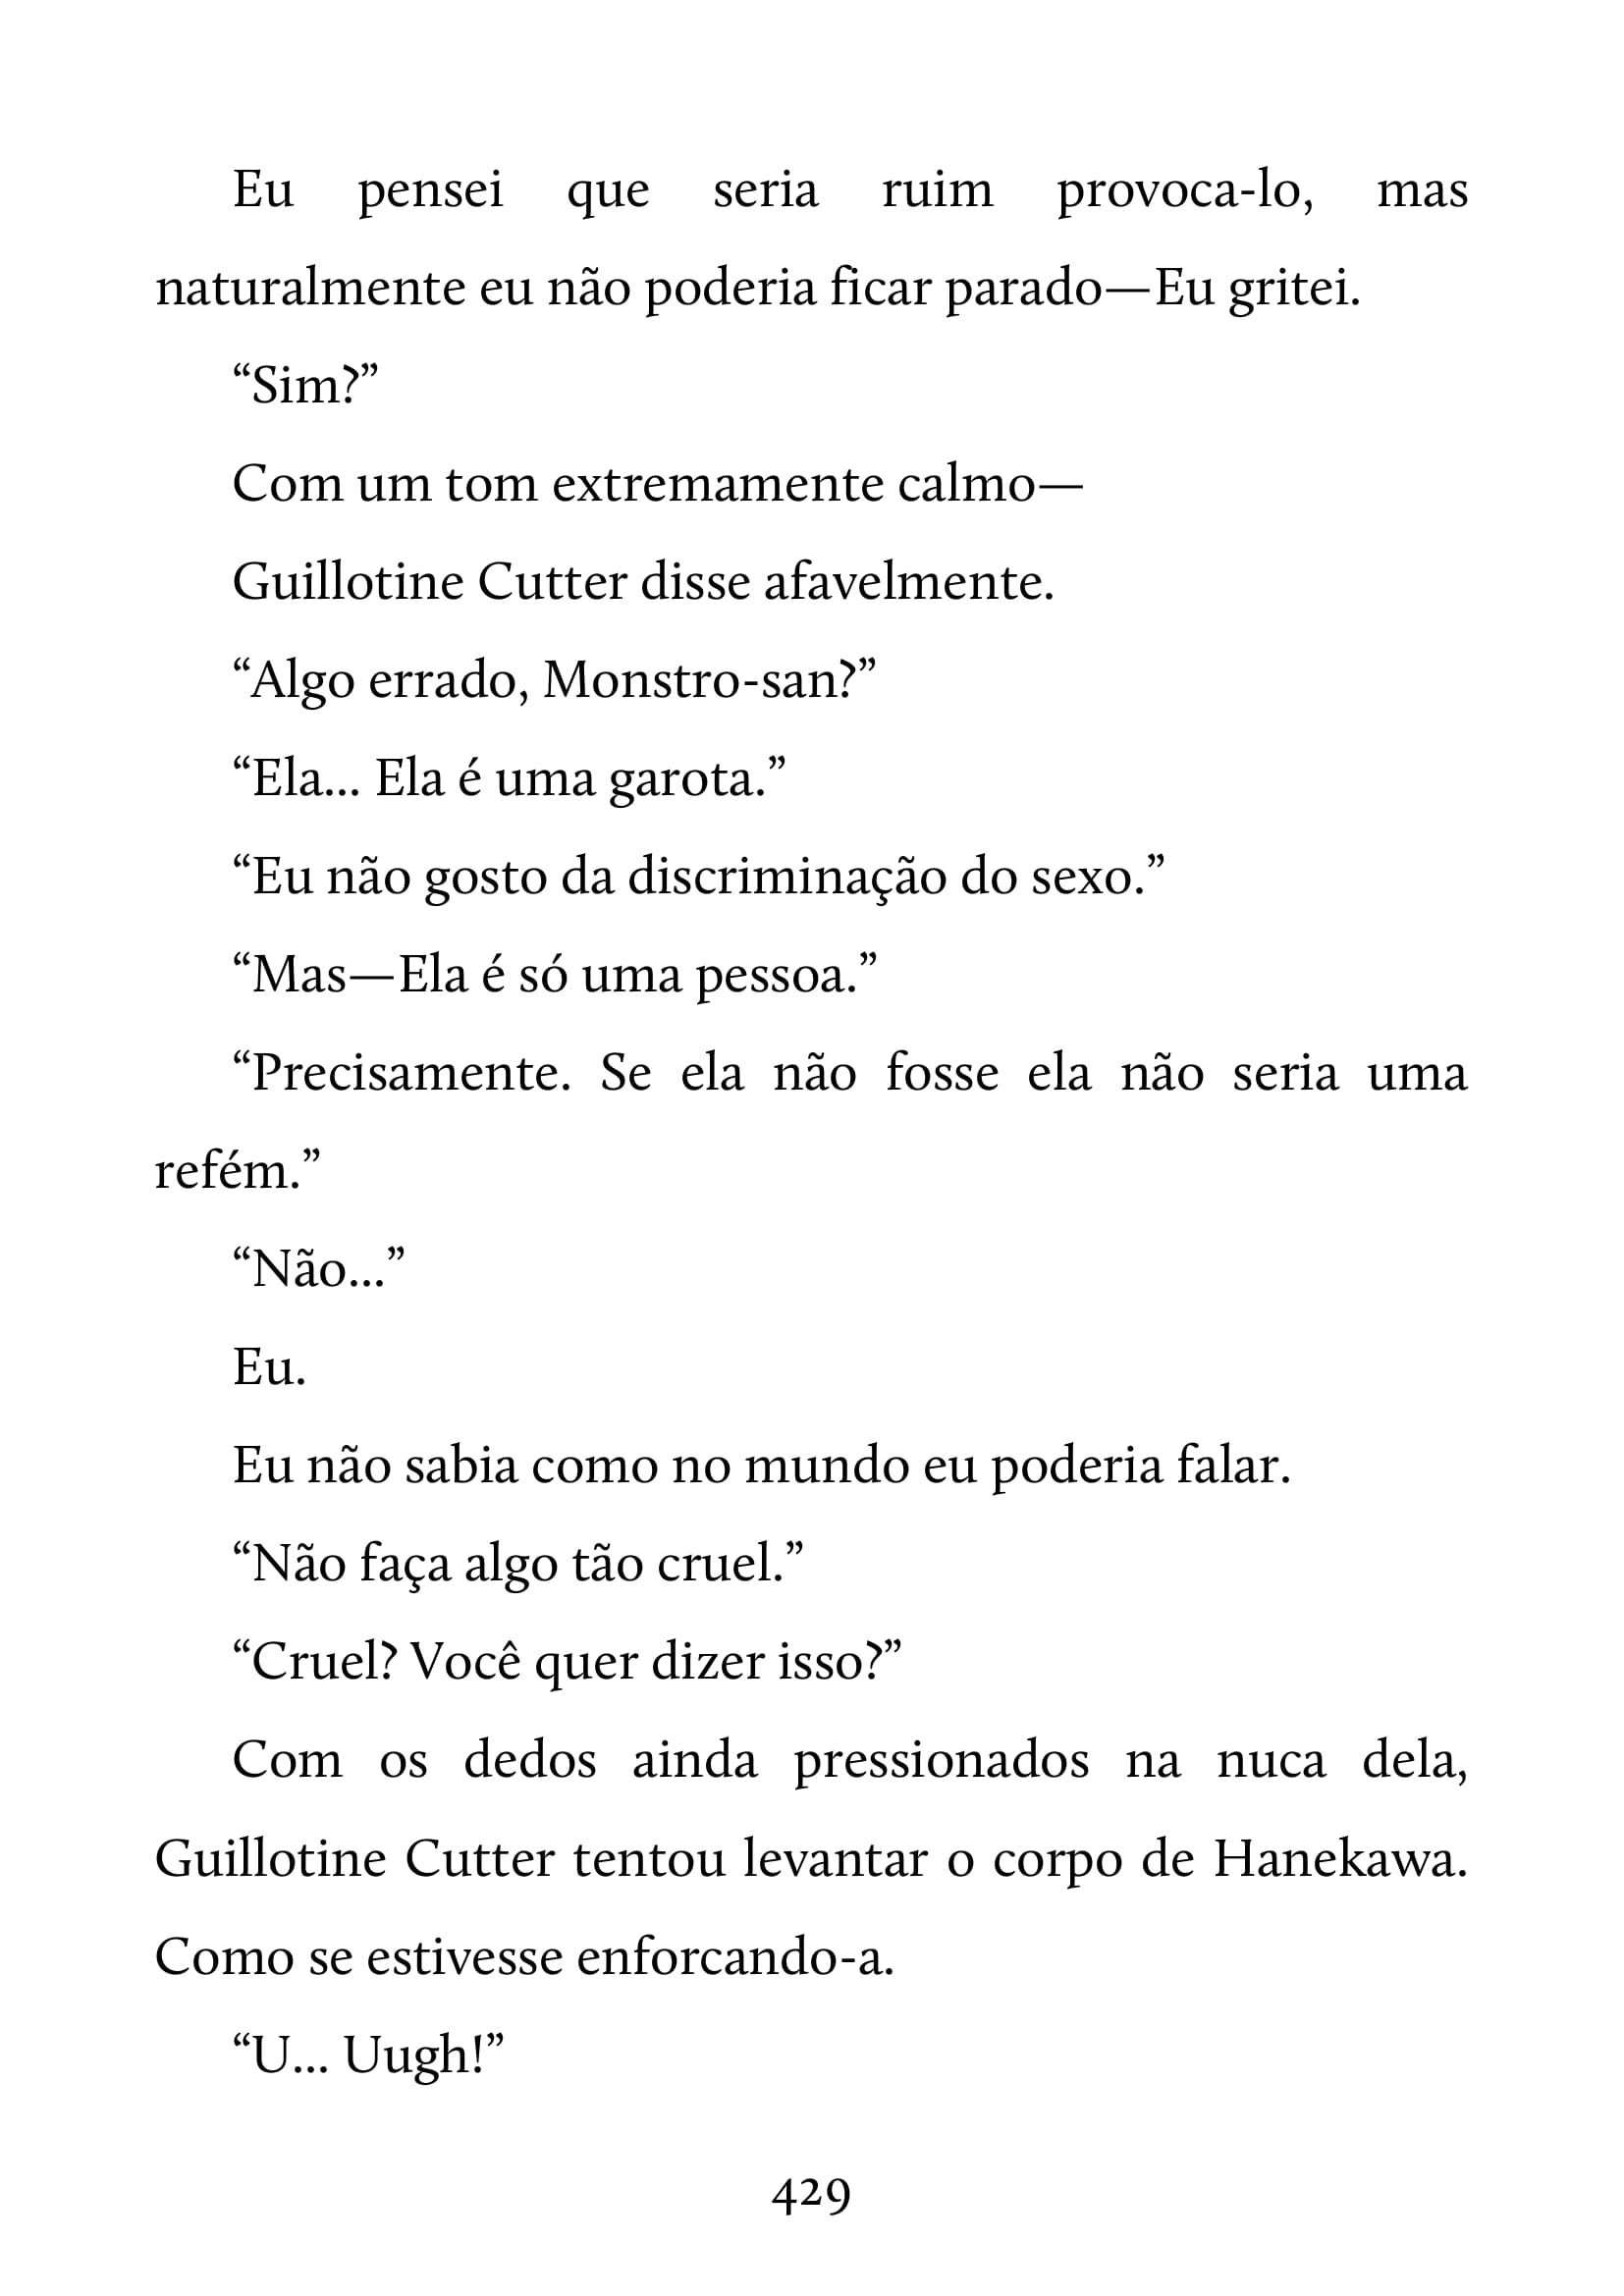 Eu pensei que seria ruim provoca-lo, mas
naturalmente eu não poderia ficar parado—Eu gritei.
“Sim?”
Com um tom extremamente calmo—
Guillotine Cutter disse afavelmente.
“Algo errado, Monstro-san?”
“Ela... Ela é uma garota.”
“Eu não gosto da discriminação do sexo.”
“Mas—Ela é só uma pessoa.”
“Precisamente. Se ela não fosse ela não seria uma
refém.”
“Não...”
Eu.
Eu não sabia como no mundo eu poderia falar.
“Não faça algo tão cruel.”
“Cruel? Você quer dizer isso?”
Com os dedos ainda pressionados na nuca dela,
Guillotine Cutter tentou levantar o corpo de Hanekawa.
Como se estivesse enforcando-a.
“U... Uugh!”
429